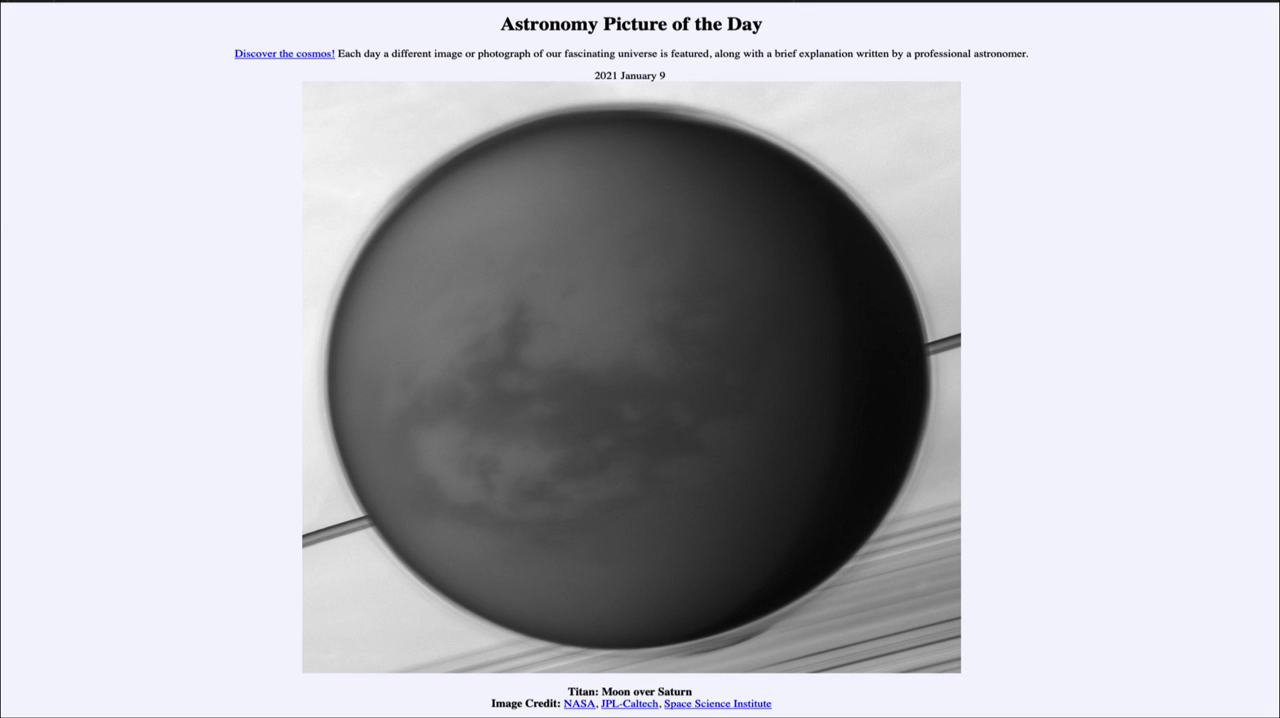 Astronomy Picture of the Day
Discover the cosmos! Each day a different image or photograph of our fascinating universe is featured, along with a brief explanation written by a professional astronomer.
2021 January 9
Titan: Moon over Saturn
Image Credit: NASA, JPL-Caltech, Space Science Institute